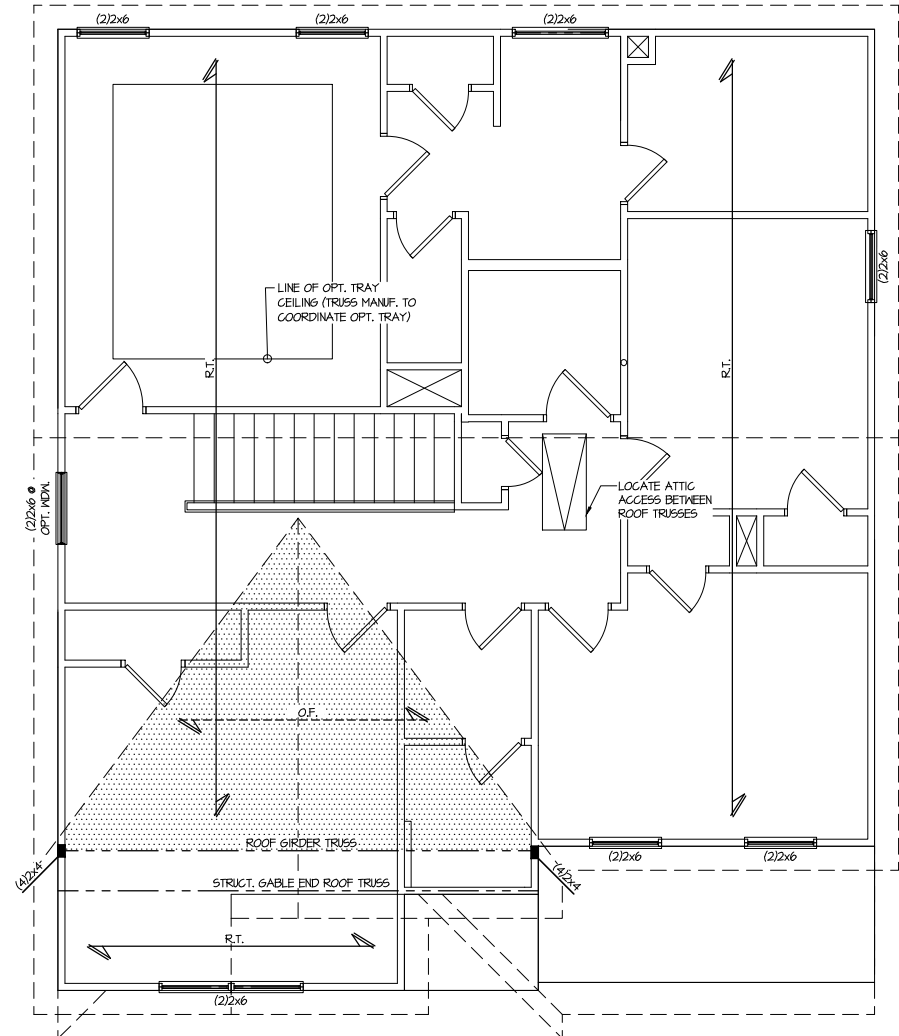 (2)2x6
(2)2x6
(2)2x6
(2)2x6
LINE OF OPT. TRAY
CEILING (TRUSS MANUF. TO
COORDINATE OPT. TRAY)
R.T.
R.T.
(2)2x6 @
OPT. WDW.
LOCATE ATTIC
ACCESS BETWEEN
ROOF TRUSSES
O.F.
ROOF GIRDER TRUSS
(2)2x6
(2)2x6
(4)2x4
(4)2x4
STRUCT. GABLE END ROOF TRUSS
R.T.
(2)2x6